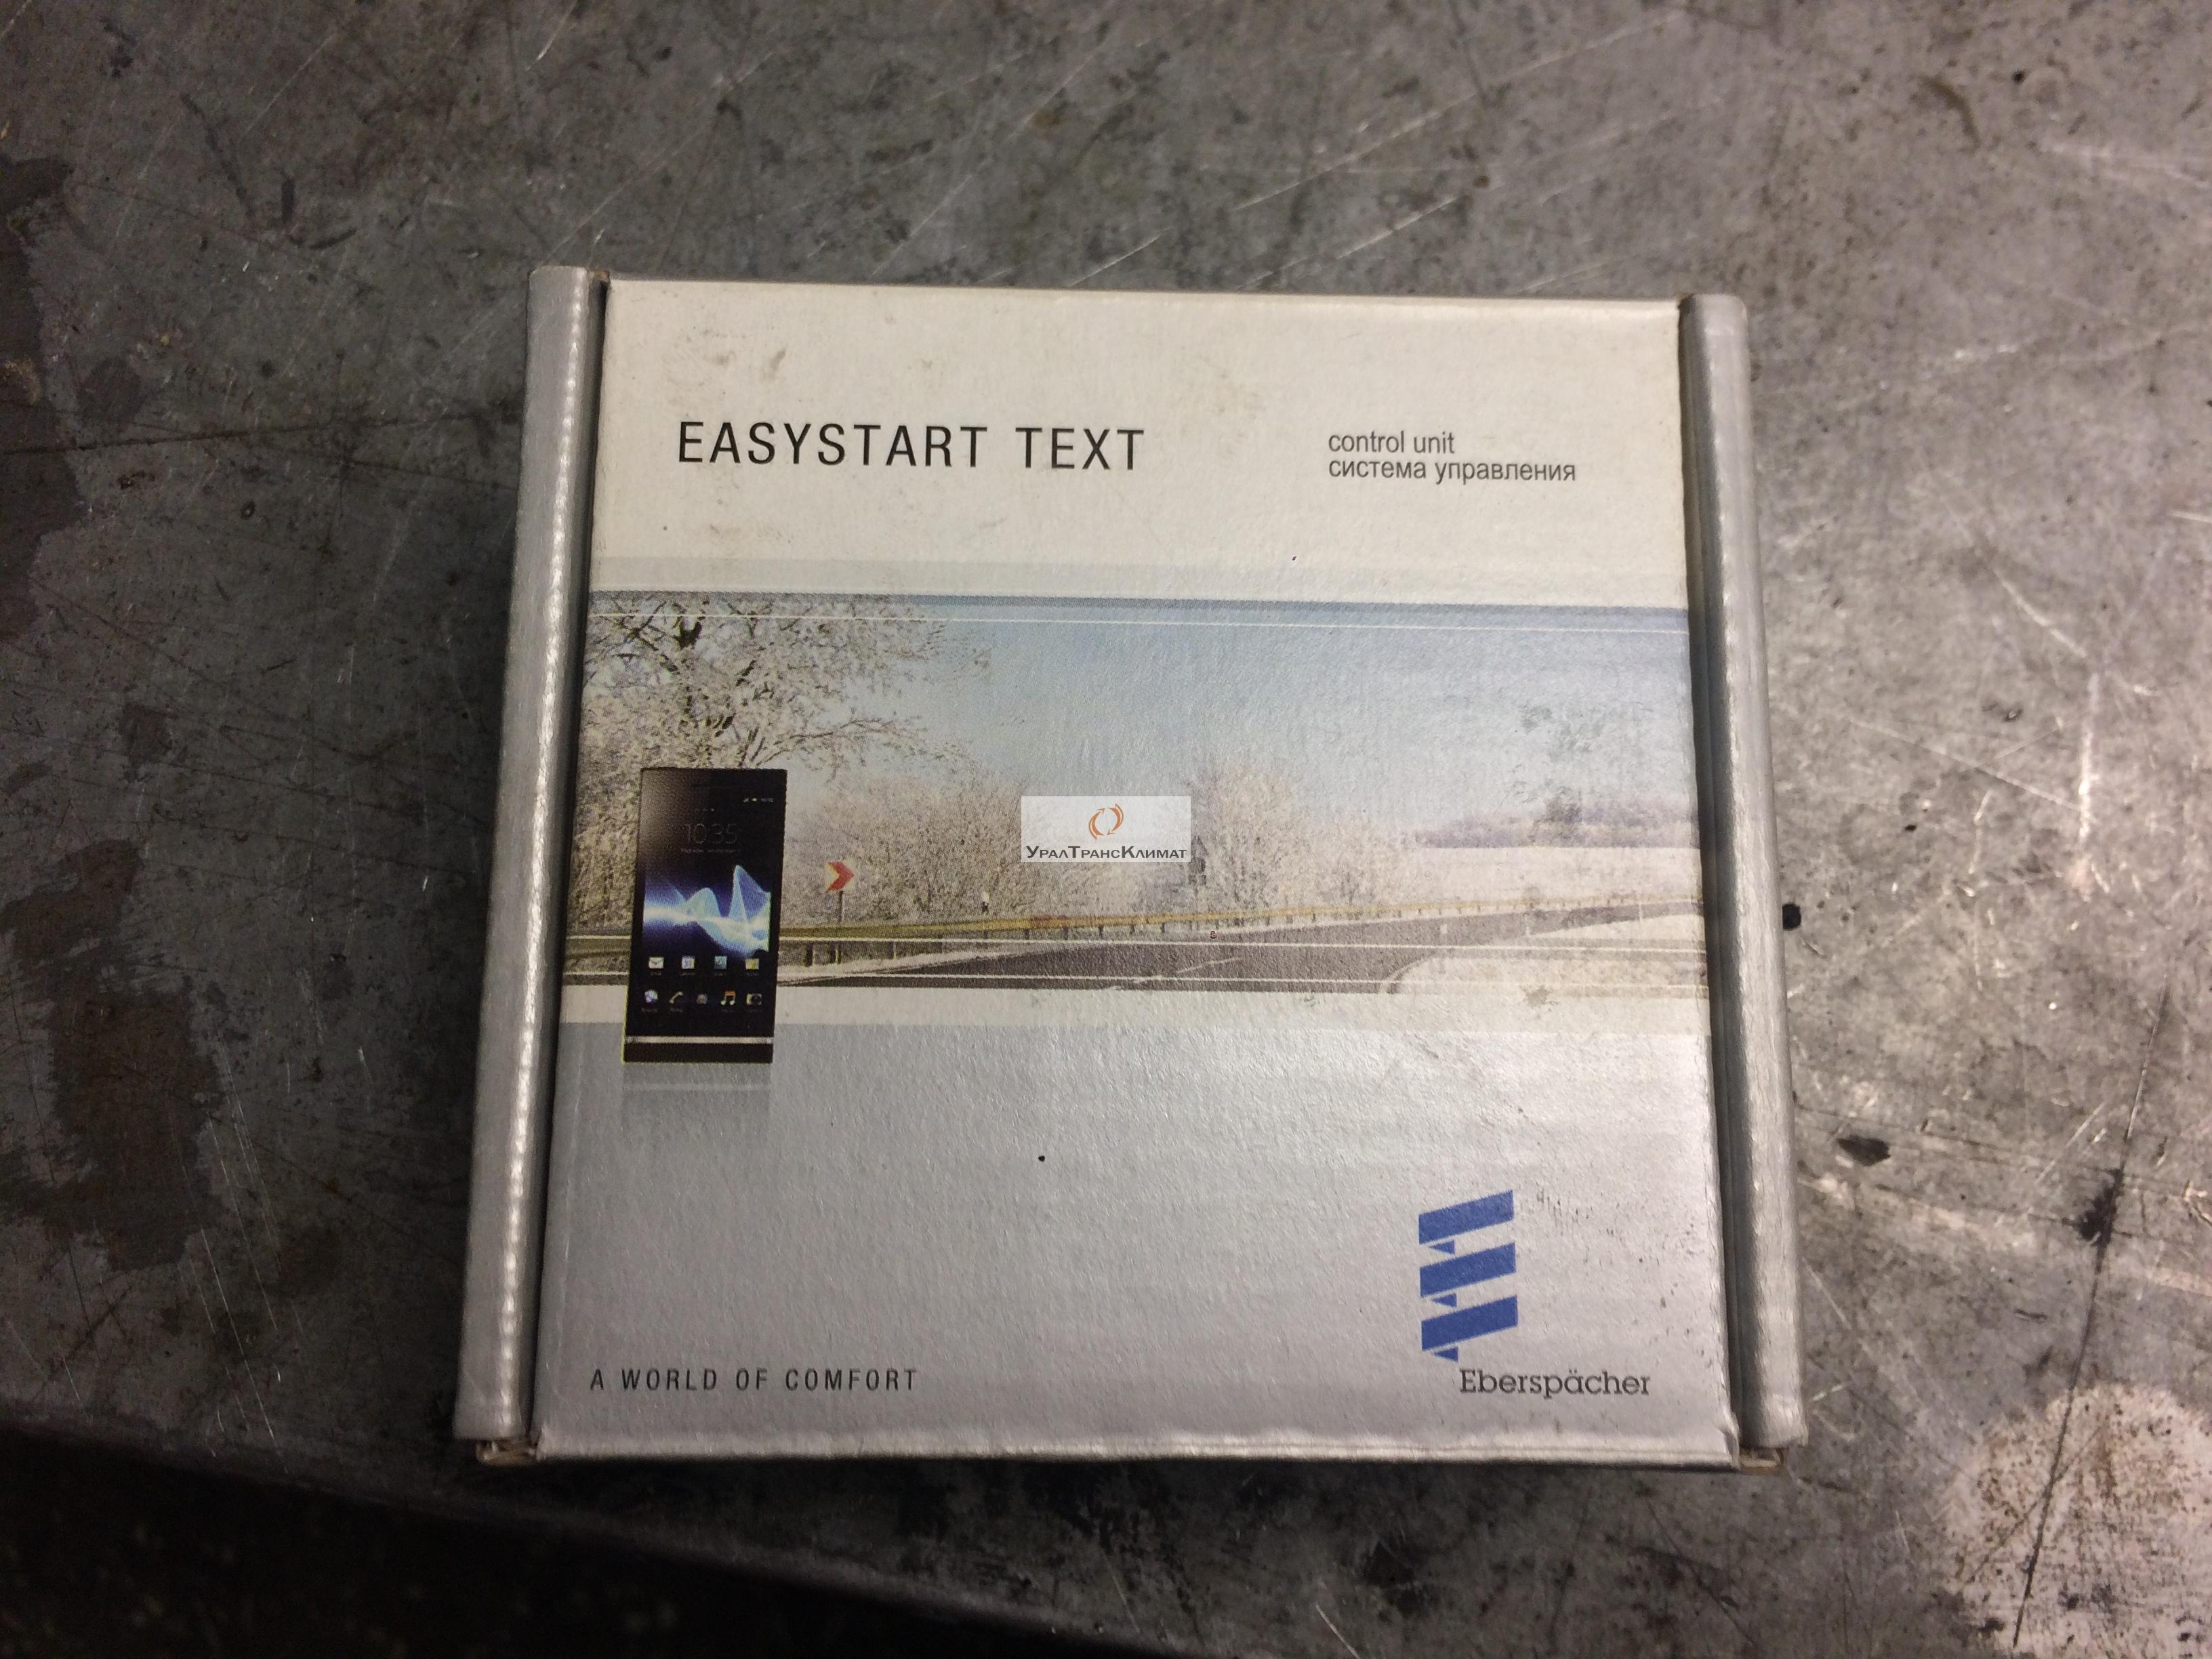 EASYSTART TEXT
control unit
система управления
10:35
УралТрансКлимат
A WORLD OF COMFORT
Eberspächer